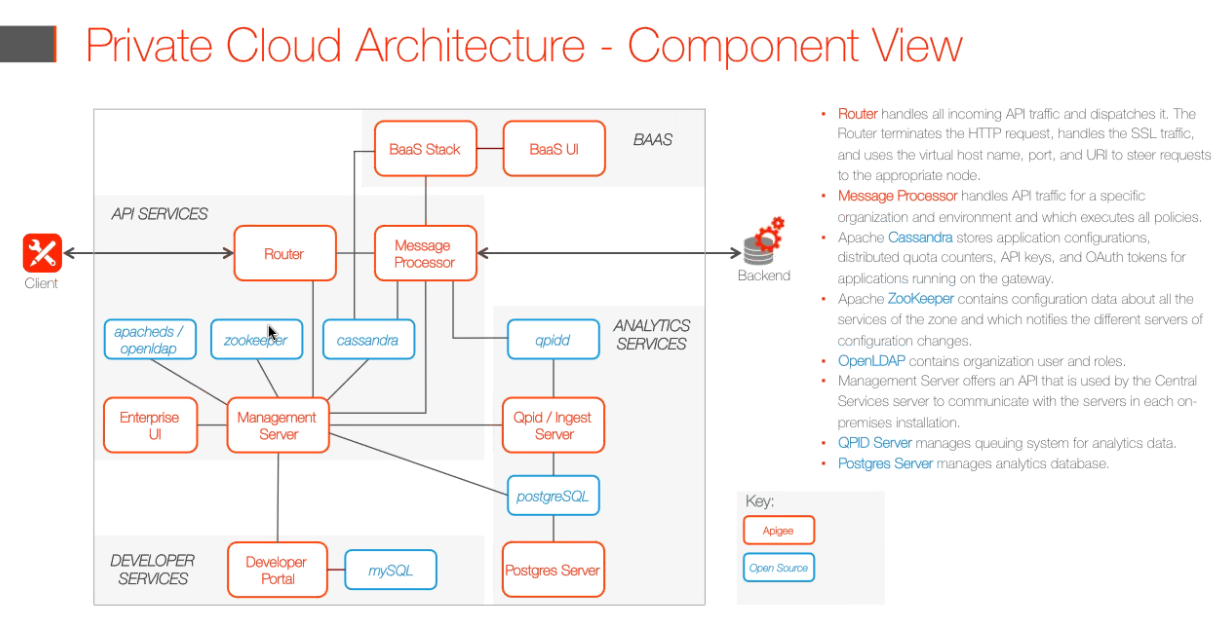 Private Cloud Architecture - Component View
BaaS Stack
BaaS UI
BAAS
API SERVICES
Client
Router
Message
Processor
Backend
apacheds /
openldap
zookeeper
cassandra
qpidd
ANALYTICS
SERVICES
Enterprise
UI
Management
Server
Qpid / Ingest
Server
postgreSQL
DEVELOPER
SERVICES
Developer
Portal
mySQL
Postgres Server
• Router handles all incoming API traffic and dispatches it. The
Router terminates the HTTP request, handles the SSL traffic,
and uses the virtual host name, port, and URI to steer requests
to the appropriate node.
• Message Processor handles API traffic for a specific
organization and environment and which executes all policies.
• Apache Cassandra stores application configurations,
distributed quota counters, API keys, and OAuth tokens for
applications running on the gateway.
• Apache ZooKeeper contains configuration data about all the
services of the zone and which notifies the different servers of
configuration changes.
• OpenLDAP contains organization user and roles.
• Management Server offers an API that is used by the Central
Services server to communicate with the servers in each on-
premises installation.
• QPID Server manages queuing system for analytics data.
• Postgres Server manages analytics database.
Key:
Apigee
Open Source